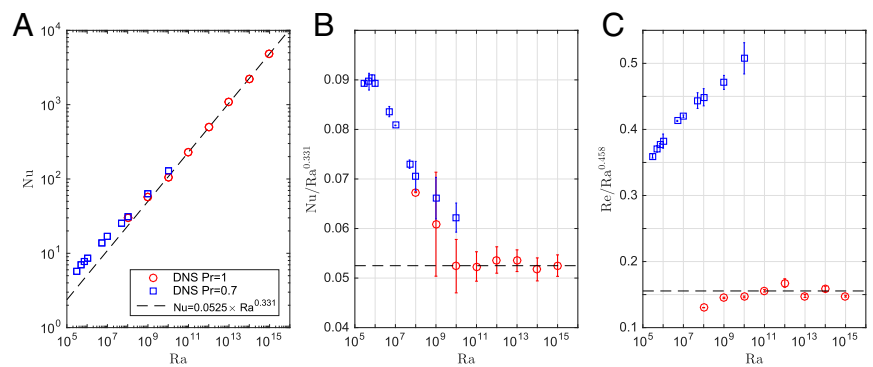 A
B
C
10^4
10^3
10^2
10^1
10^0
Nu
10^5 10^7 10^9 10^11 10^13 10^15
Ra
DNS Pr=1
DNS Pr=0.7
Nu=0.0525× Ra^0.331
0.09
0.08
0.07
0.06
0.05
0.04
Nu/Ra^0.331
10^5 10^7 10^9 10^11 10^13 10^15
Ra
0.5
0.4
0.3
0.2
0.1
Re/Ra^0.458
10^5 10^7 10^9 10^11 10^13 10^15
Ra